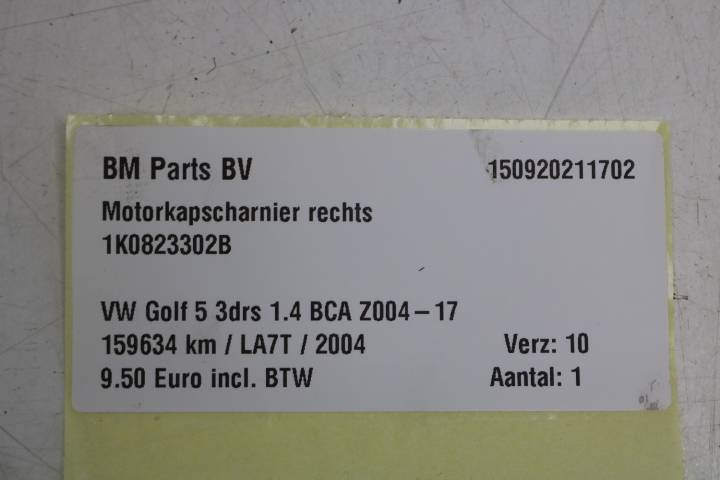 BM Parts BV 150920211702
Motorkapscharnier rechts
1K0823302B
VW Golf 5 3drs 1.4 BCA Z004-17
159634 km / LA7T / 2004 Verz: 10
9.50 Euro incl. BTW Aantal: 1